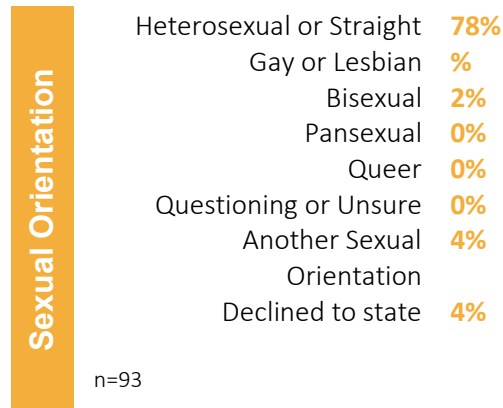 Sexual Orientation
Heterosexual or Straight 78%
Gay or Lesbian %
Bisexual 2%
Pansexual 0%
Queer 0%
Questioning or Unsure 0%
Another Sexual 4%
Orientation
Declined to state 4%
n=93